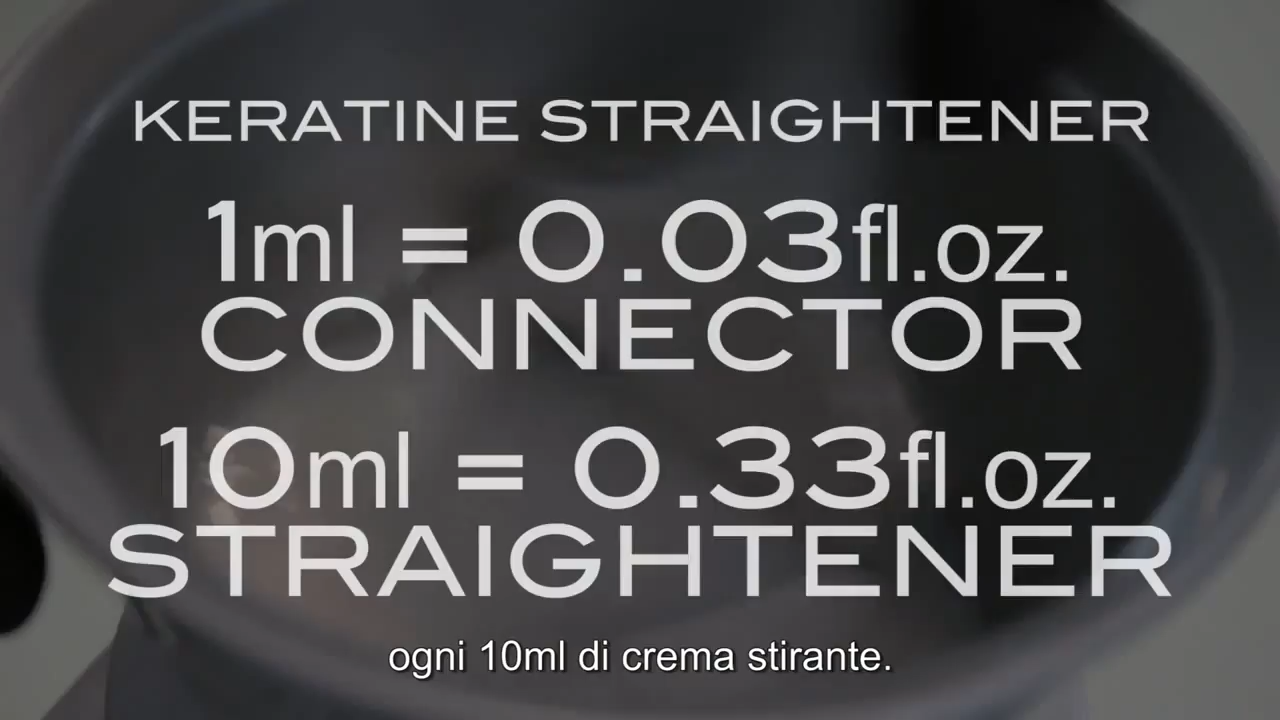 KERATINE STRAIGHTENER
1ml = 0.03fl.oz.
CONNECTOR
10ml = 0.33fl.oz.
STRAIGHTENER
ogni 10ml di crema stirante.